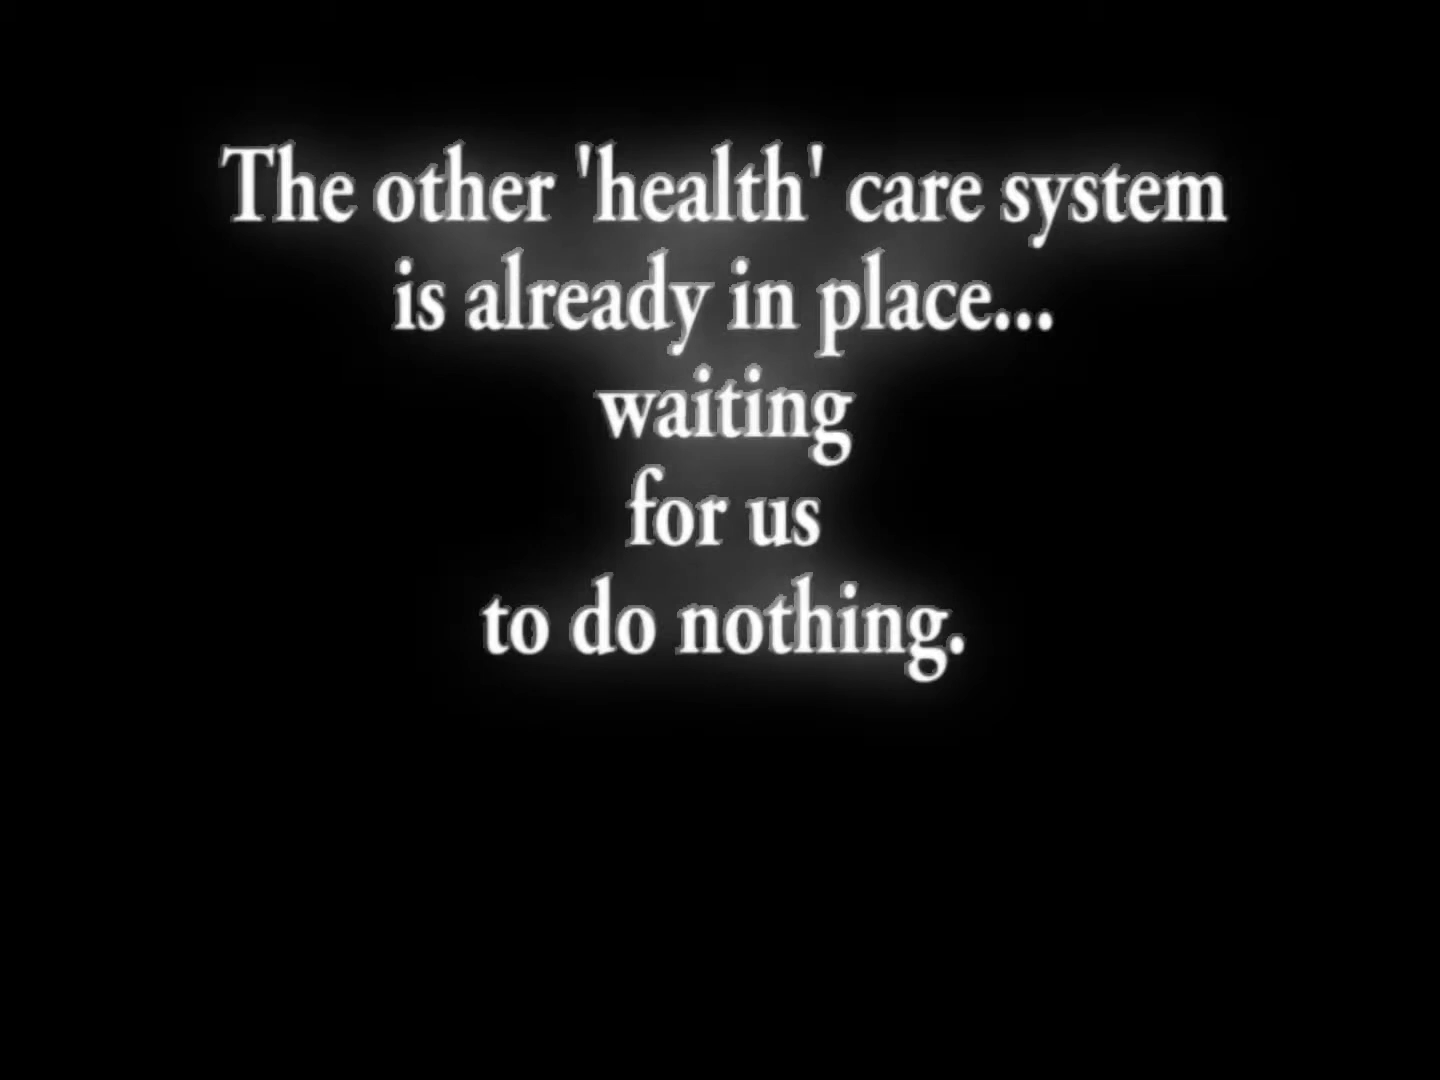 The other 'health' care system
is already in place...
waiting
for us
to do nothing.